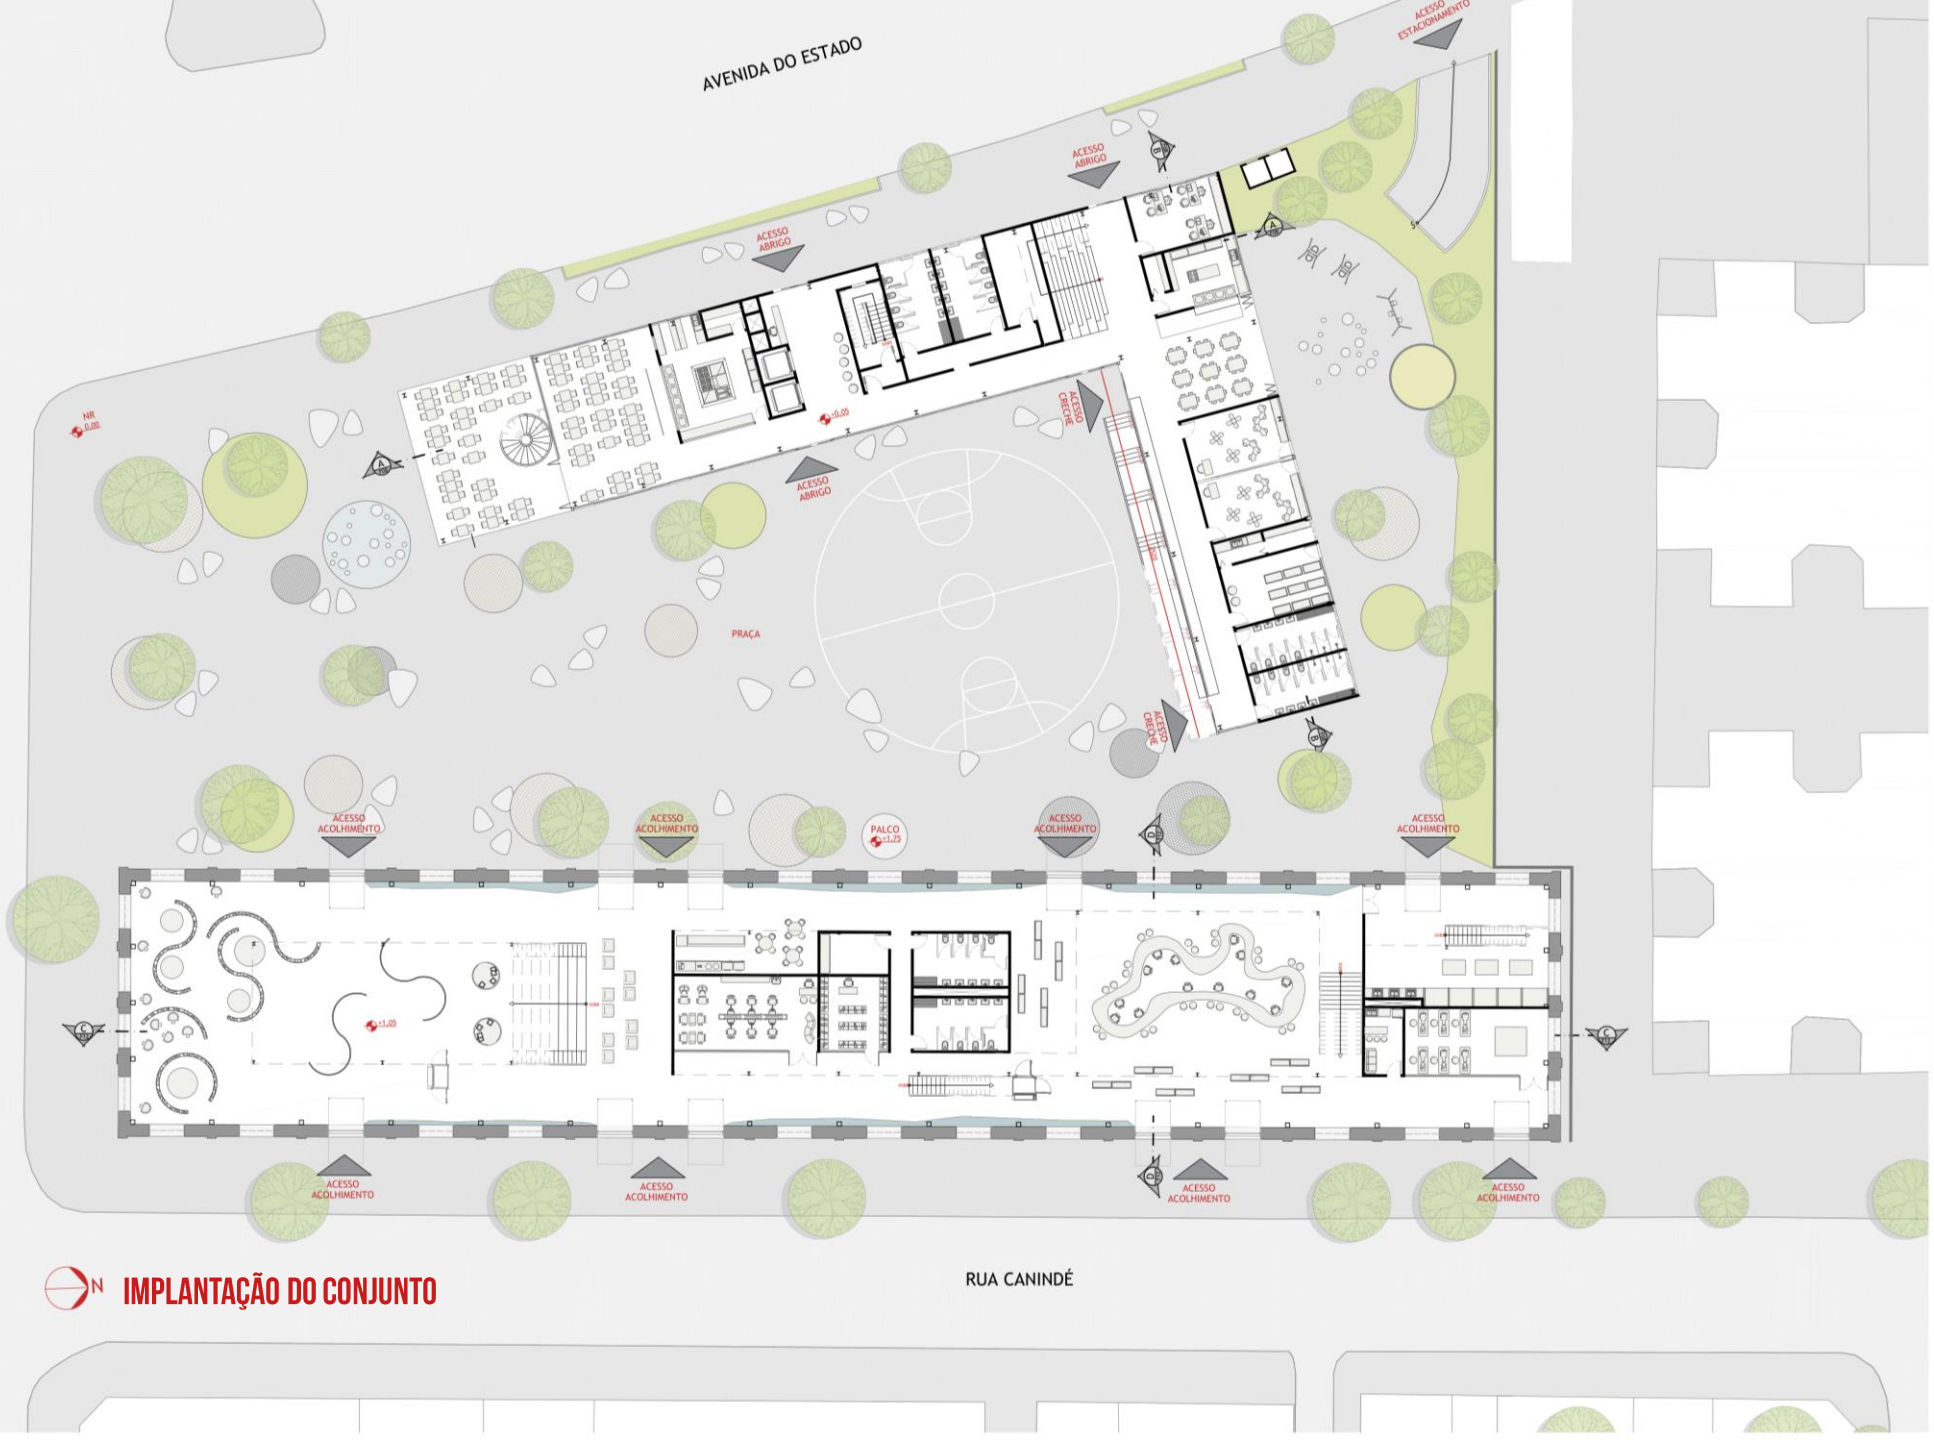 ACESSO
ESTACIONAMENTO
AVENIDA DO ESTADO
ACESSO
ABRIGO
B
ACESSO
ABRIGO
A
S
NR
0.00
+0.05
ACESSO
CRECHE
A
ACESSO
ABRIGO
PRAÇA
ACESSO
CRECHE
B
ACESSO
ACOLHIMENTO
ACESSO
ACOLHIMENTO
PALCO
+1,75
ACESSO
ACOLHIMENTO
D
ACESSO
ACOLHIMENTO
C
+1,05
C
D
ACESSO
ACOLHIMENTO
ACESSO
ACOLHIMENTO
ACESSO
ACOLHIMENTO
ACESSO
ACOLHIMENTO
N
IMPLANTAÇÃO DO CONJUNTO
RUA CANINDÉ